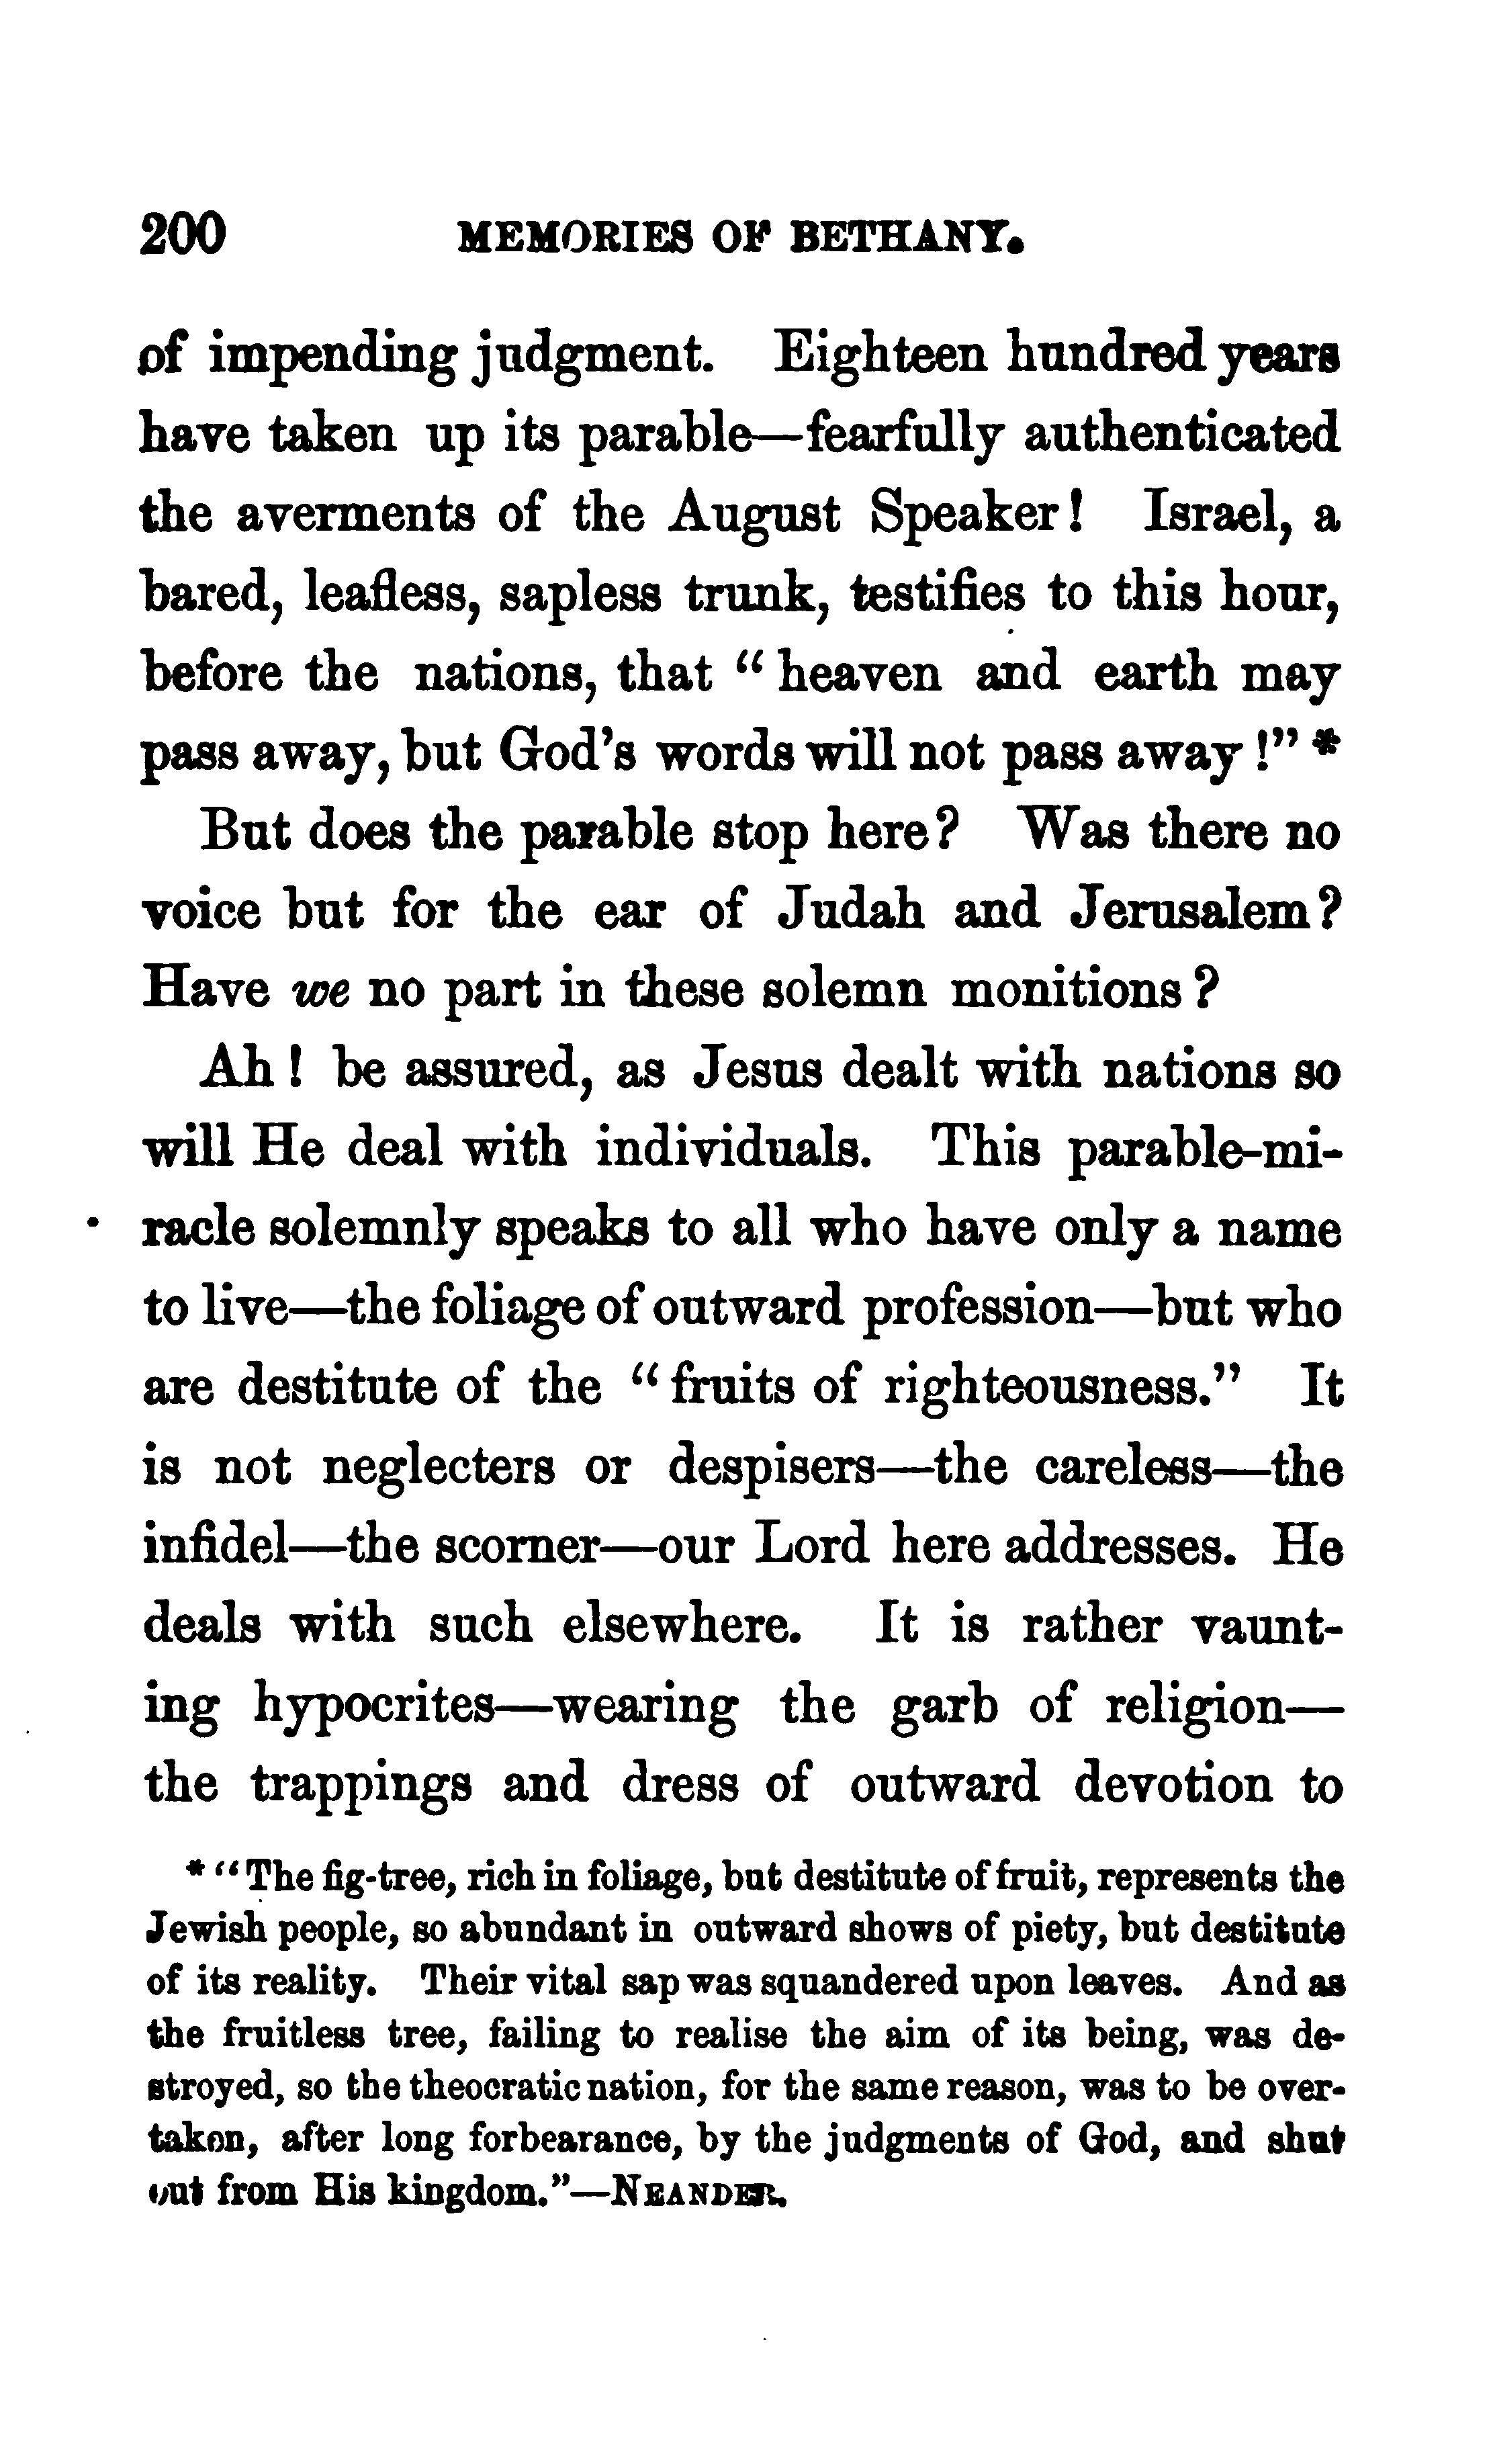 200 MEMORIES OF BETHANY.
of impending judgment. Eighteen hundred years
have taken up its parable—fearfully authenticated
the averments of the August Speaker! Israel, a
bared, leafless, sapless trunk, testifies to this hour,
before the nations, that "heaven and earth may
pass away, but God's words will not pass away!" *
But does the parable stop here? Was there no
voice but for the ear of Judah and Jerusalem?
Have we no part in these solemn monitions?
Ah! be assured, as Jesus dealt with nations so
will He deal with individuals. This parable-mi-
racle solemnly speaks to all who have only a name
to live—the foliage of outward profession—but who
are destitute of the "fruits of righteousness." It
is not neglecters or despisers—the careless—the
infidel—the scorner—our Lord here addresses. He
deals with such elsewhere. It is rather vaunt-
ing hypocrites—wearing the garb of religion—
the trappings and dress of outward devotion to
* "The fig-tree, rich in foliage, but destitute of fruit, represents the
Jewish people, so abundant in outward shows of piety, but destitute
of its reality. Their vital sap was squandered upon leaves. And as
the fruitless tree, failing to realise the aim of its being, was de-
stroyed, so the theocratic nation, for the same reason, was to be over-
taken, after long forbearance, by the judgments of God, and shut
out from His kingdom."—NEANDER.